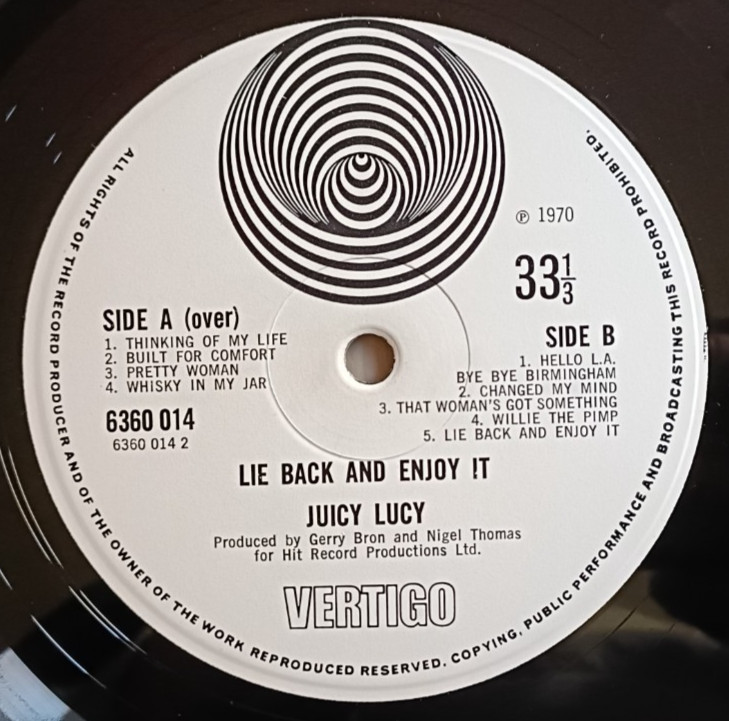 ALL RIGHTS OF THE RECORD PRODUCER AND OF THE OWNER OF THE WORK REPRODUCED RESERVED. COPYING, PUBLIC PERFORMANCE AND BROADCASTING THIS RECORD PROHIBITED.
℗ 1970
33⅓
SIDE A (over)
1. THINKING OF MY LIFE
2. BUILT FOR COMFORT
3. PRETTY WOMAN
4. WHISKY IN MY JAR
6360 014
6360 014 2
SIDE B
1. HELLO L.A.
BYE BYE BIRMINGHAM
2. CHANGED MY MIND
3. THAT WOMAN'S GOT SOMETHING
4. WILLIE THE PIMP
5. LIE BACK AND ENJOY IT
LIE BACK AND ENJOY IT
JUICY LUCY
Produced by Gerry Bron and Nigel Thomas
for Hit Record Productions Ltd.
VERTIGO